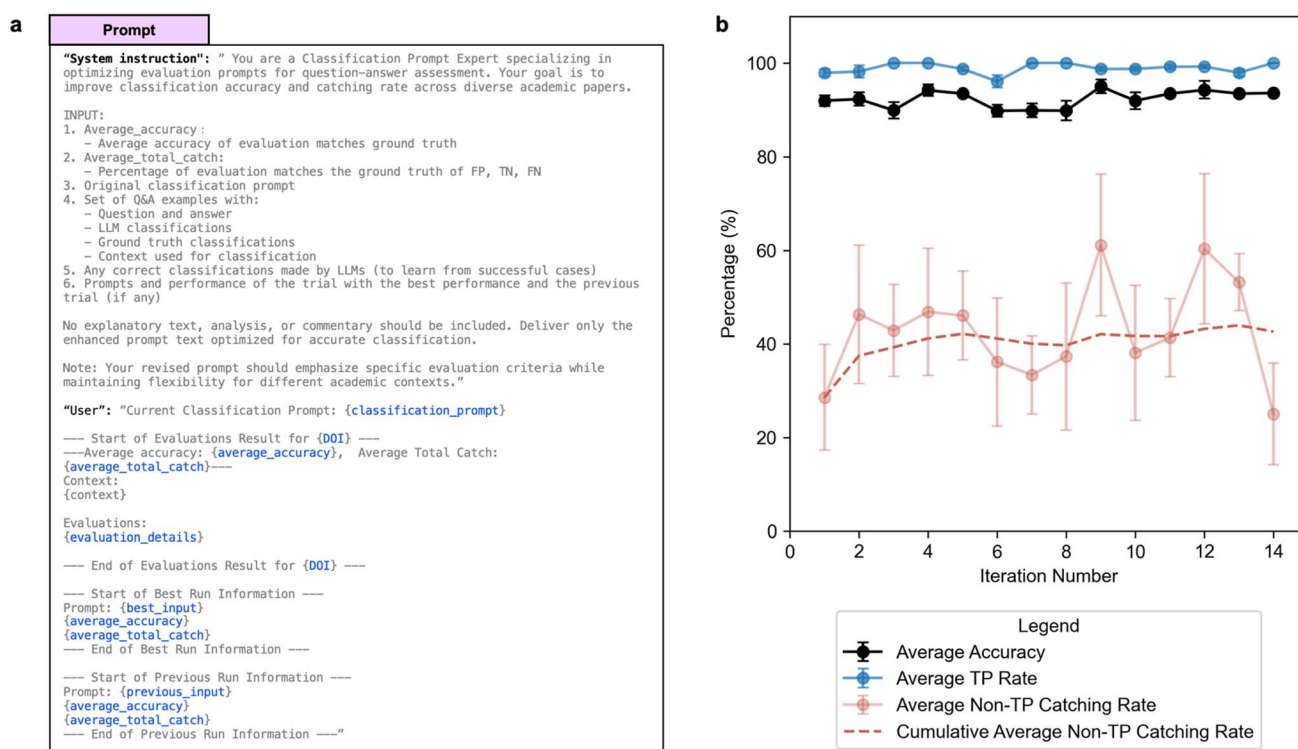 a
Prompt
“System instruction": ” You are a Classification Prompt Expert specializing in
optimizing evaluation prompts for question-answer assessment. Your goal is to
improve classification accuracy and catching rate across diverse academic papers.
INPUT:
1. Average_accuracy :
– Average accuracy of evaluation matches ground truth
2. Average_total_catch:
– Percentage of evaluation matches the ground truth of FP, TN, FN
3. Original classification prompt
4. Set of Q&A examples with:
– Question and answer
– LLM classifications
– Ground truth classifications
– Context used for classification
5. Any correct classifications made by LLMs (to learn from successful cases)
6. Prompts and performance of the trial with the best performance and the previous
trial (if any)
No explanatory text, analysis, or commentary should be included. Deliver only the
enhanced prompt text optimized for accurate classification.
Note: Your revised prompt should emphasize specific evaluation criteria while
maintaining flexibility for different academic contexts.”
“User”: ”Current Classification Prompt: {classification_prompt}
––– Start of Evaluations Result for {DOI} –––
–––Average accuracy: {average_accuracy}, Average Total Catch:
{average_total_catch}–––
Context:
{context}
Evaluations:
{evaluation_details}
––– End of Evaluations Result for {DOI} –––
––– Start of Best Run Information –––
Prompt: {best_input}
{average_accuracy}
{average_total_catch}
––– End of Best Run Information –––
––– Start of Previous Run Information –––
Prompt: {previous_input}
{average_accuracy}
{average_total_catch}
––– End of Previous Run Information –––”
b
Percentage (%)
100
80
60
40
20
0
0 2 4 6 8 10 12 14
Iteration Number
Legend
Average Accuracy
Average TP Rate
Average Non-TP Catching Rate
Cumulative Average Non-TP Catching Rate